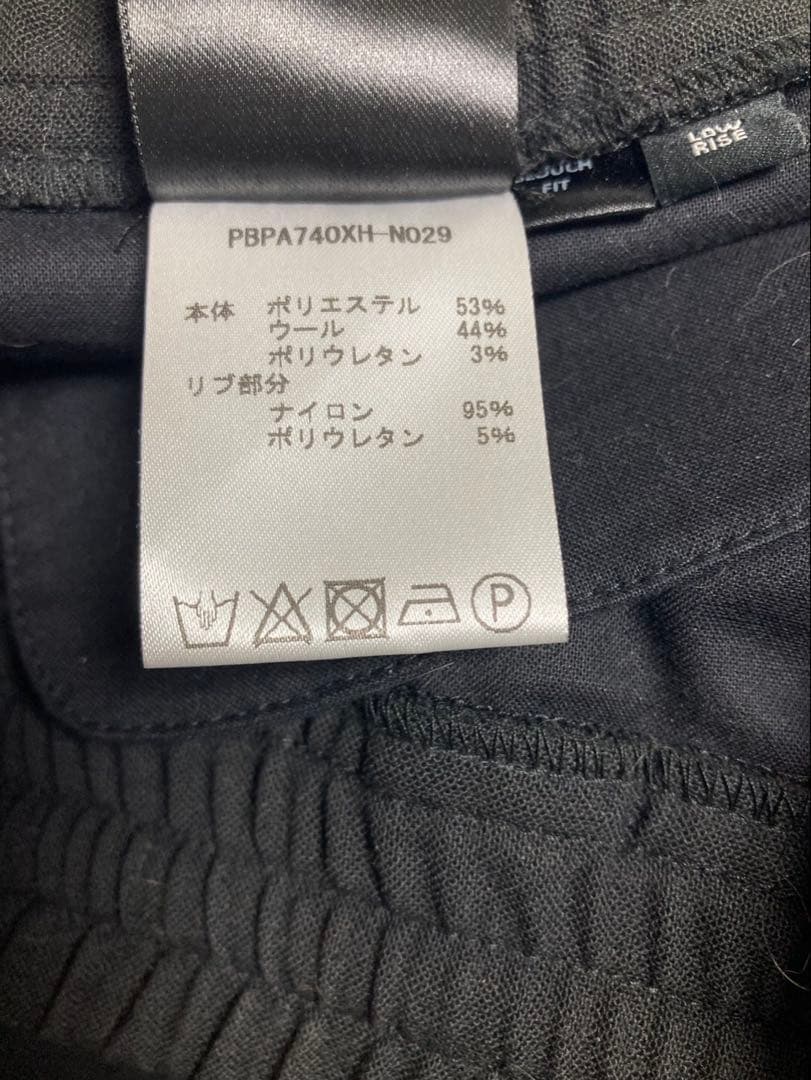 LOW
RISE
FIT
PBPA740XH-N029
本体 ポリエステル 53%
ウール 44%
ポリウレタン 3%
リブ部分
ナイロン 95%
ポリウレタン 5%
P